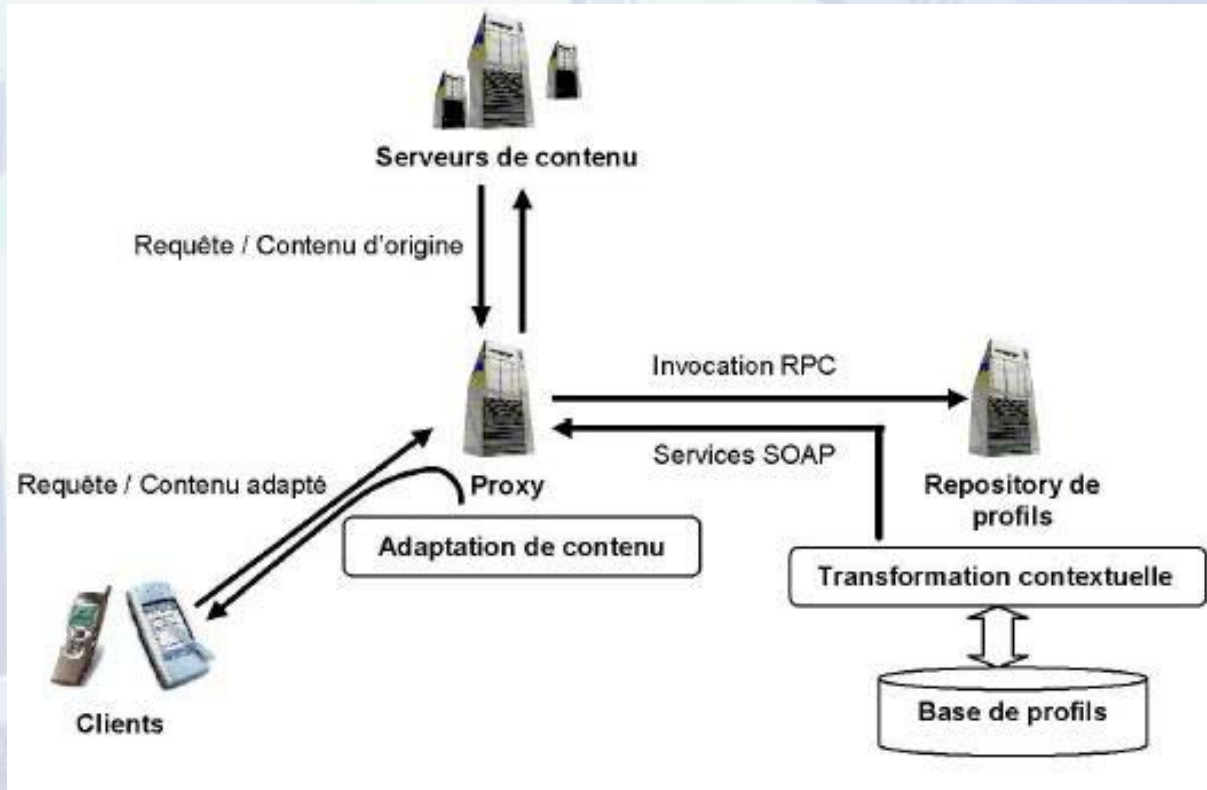 Serveurs de contenu
Requête / Contenu d'origine
Invocation RPC
Services SOAP
Requête / Contenu adapté
Proxy
Repository de
profils
Adaptation de contenu
Transformation contextuelle
Clients
Base de profils